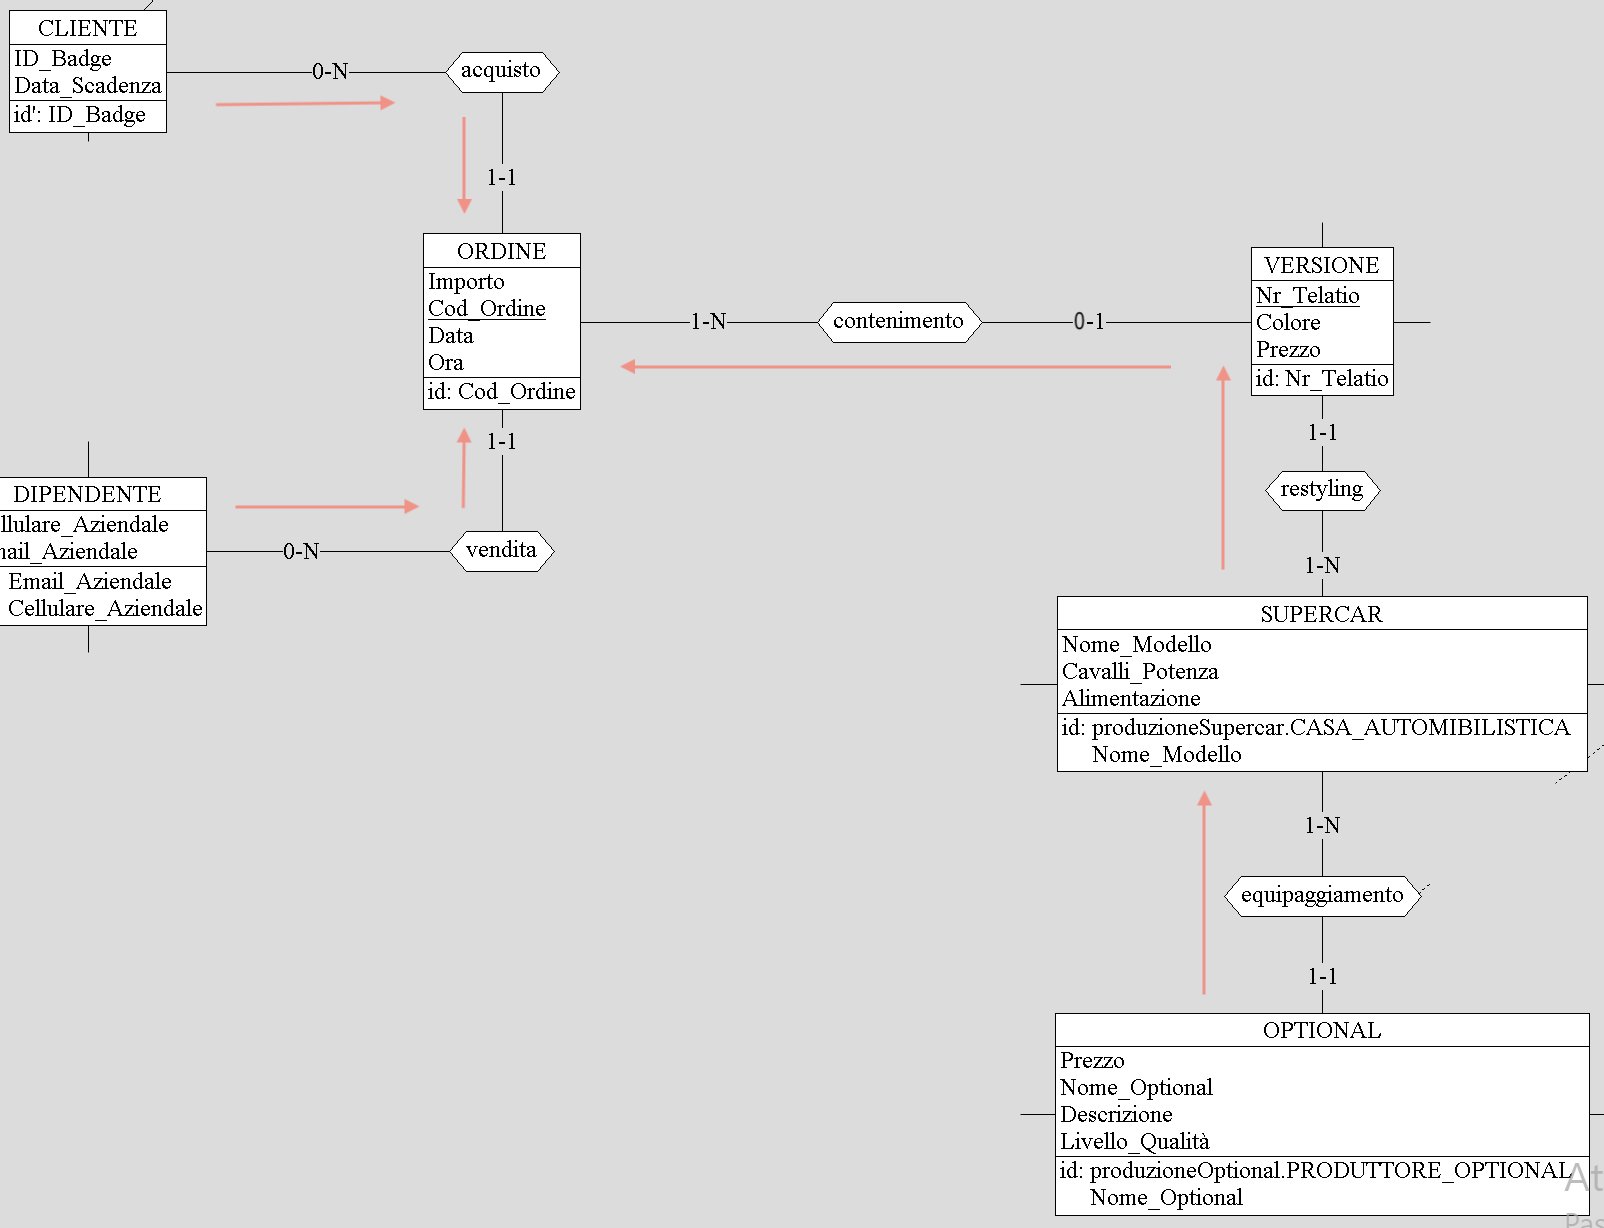 CLIENTE
ID_Badge
Data_Scadenza
id': ID_Badge
0-N
acquisto
1-1
ORDINE
Importo
Cod_Ordine
Data
Ora
id: Cod_Ordine
1-N
contenimento
0-1
VERSIONE
Nr_Telatio
Colore
Prezzo
id: Nr_Telatio
1-1
1-1
restyling
DIPENDENTE
llulare_Aziendale
ail_Aziendale
Email_Aziendale
Cellulare_Aziendale
0-N
vendita
1-N
SUPERCAR
Nome_Modello
Cavalli_Potenza
Alimentazione
id: produzioneSupercar.CASA_AUTOMIBILISTICA
Nome_Modello
1-N
equipaggiamento
1-1
OPTIONAL
Prezzo
Nome_Optional
Descrizione
Livello_Qualità
id: produzioneOptional.PRODUTTORE_OPTIONAL
Nome_Optional
At
Pas